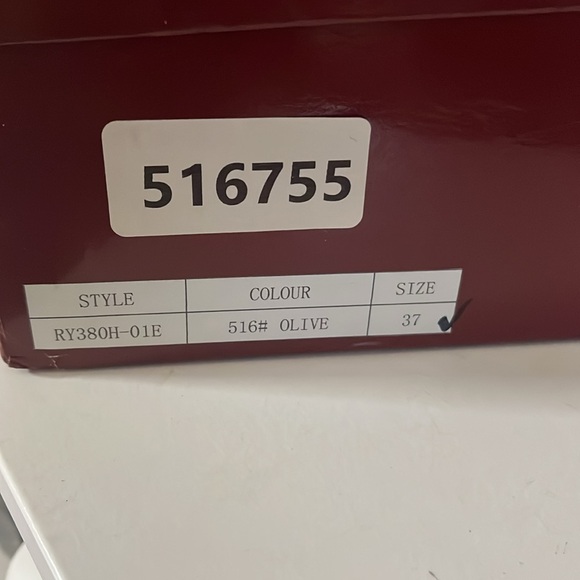 516755
STYLE COLOUR SIZE
RY380H-01E 516# OLIVE 37